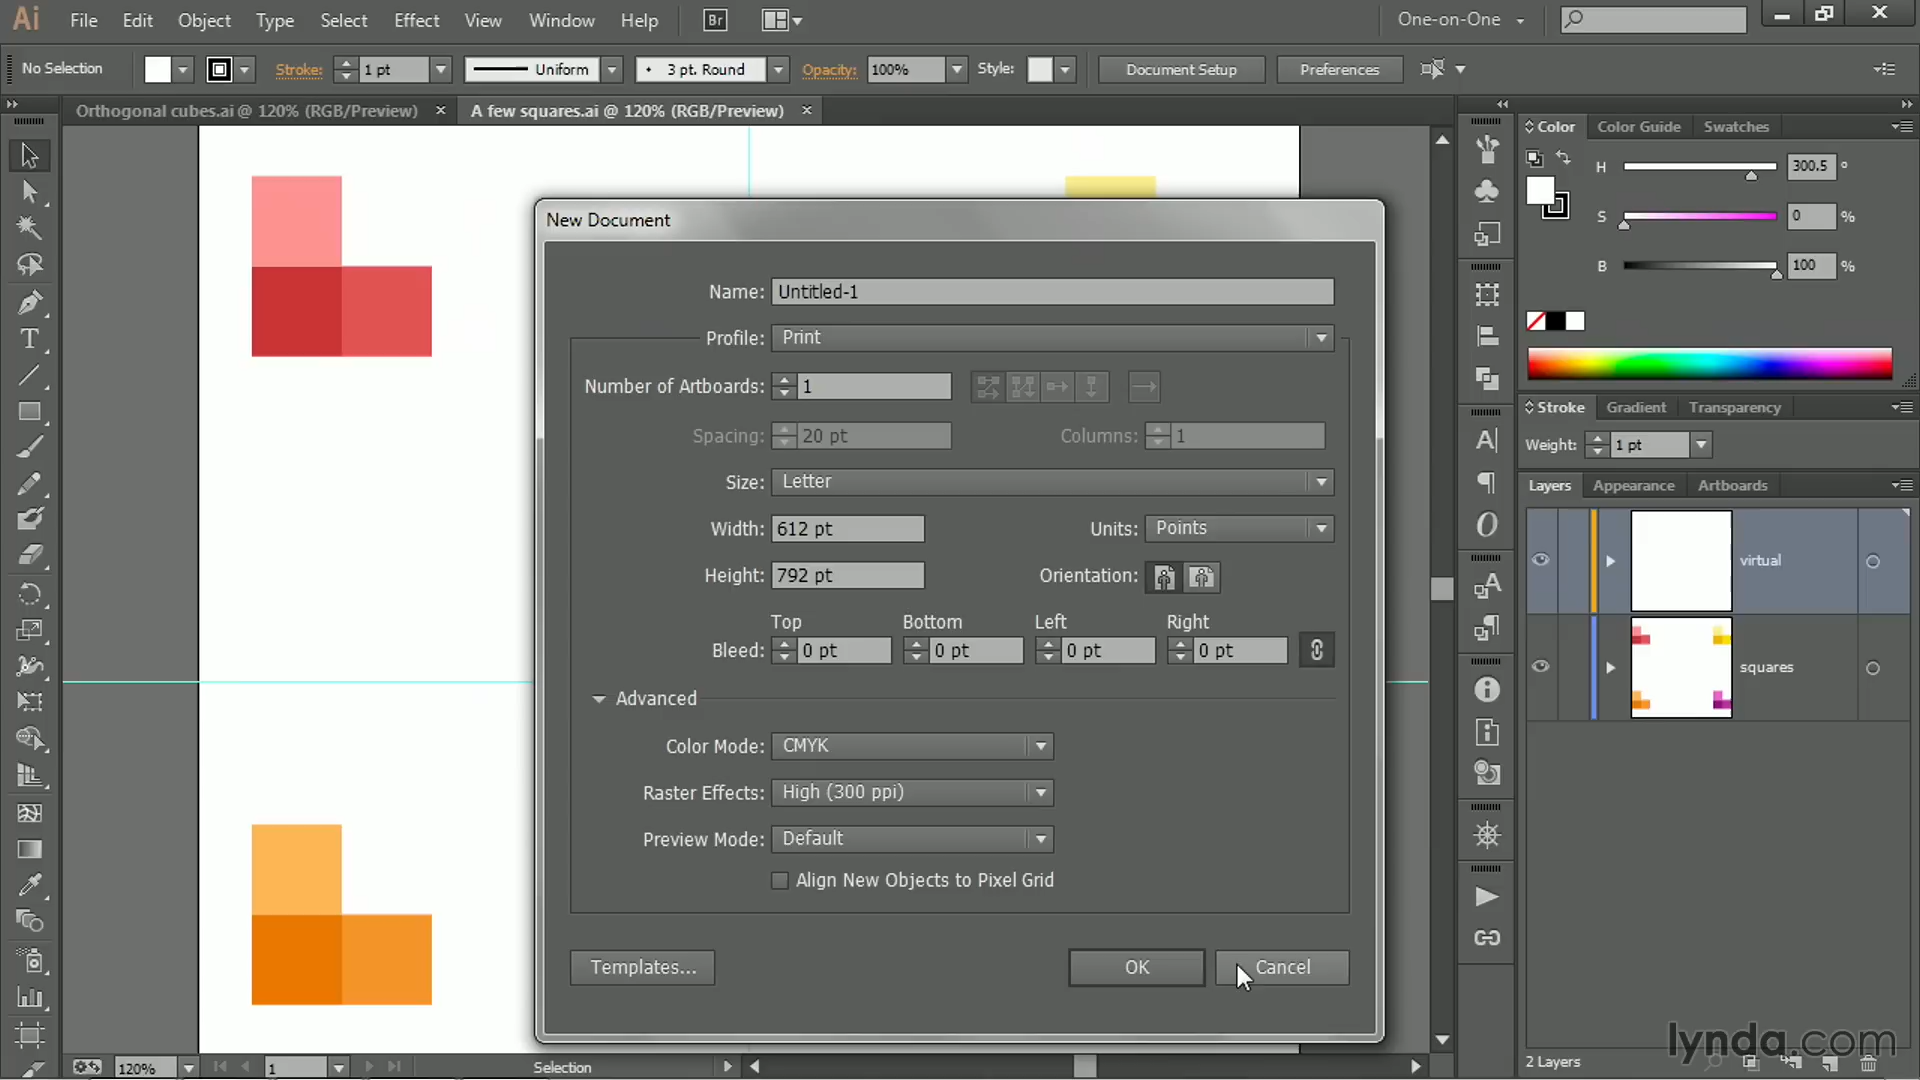 Ai File Edit Object Type Select Effect View Window Help Br One-on-One
No Selection Stroke: 1 pt Uniform 3 pt. Round Opacity: 100% Style: Document Setup Preferences
Orthogonal cubes.ai @ 120% (RGB/Preview) × A few squares.ai @ 120% (RGB/Preview) ×
Color Color Guide Swatches
H 300.5 °
S 0 %
B 100 %
Stroke Gradient Transparency
Weight: 1 pt
Layers Appearance Artboards
virtual
squares
2 Layers
New Document
Name: Untitled-1
Profile: Print
Number of Artboards: 1
Spacing: 20 pt Columns: 1
Size: Letter
Width: 612 pt Units: Points
Height: 792 pt Orientation:
Top Bottom Left Right
Bleed: 0 pt 0 pt 0 pt 0 pt
Advanced
Color Mode: CMYK
Raster Effects: High (300 ppi)
Preview Mode: Default
Align New Objects to Pixel Grid
Templates... OK Cancel
120% 1 Selection
lynda.com